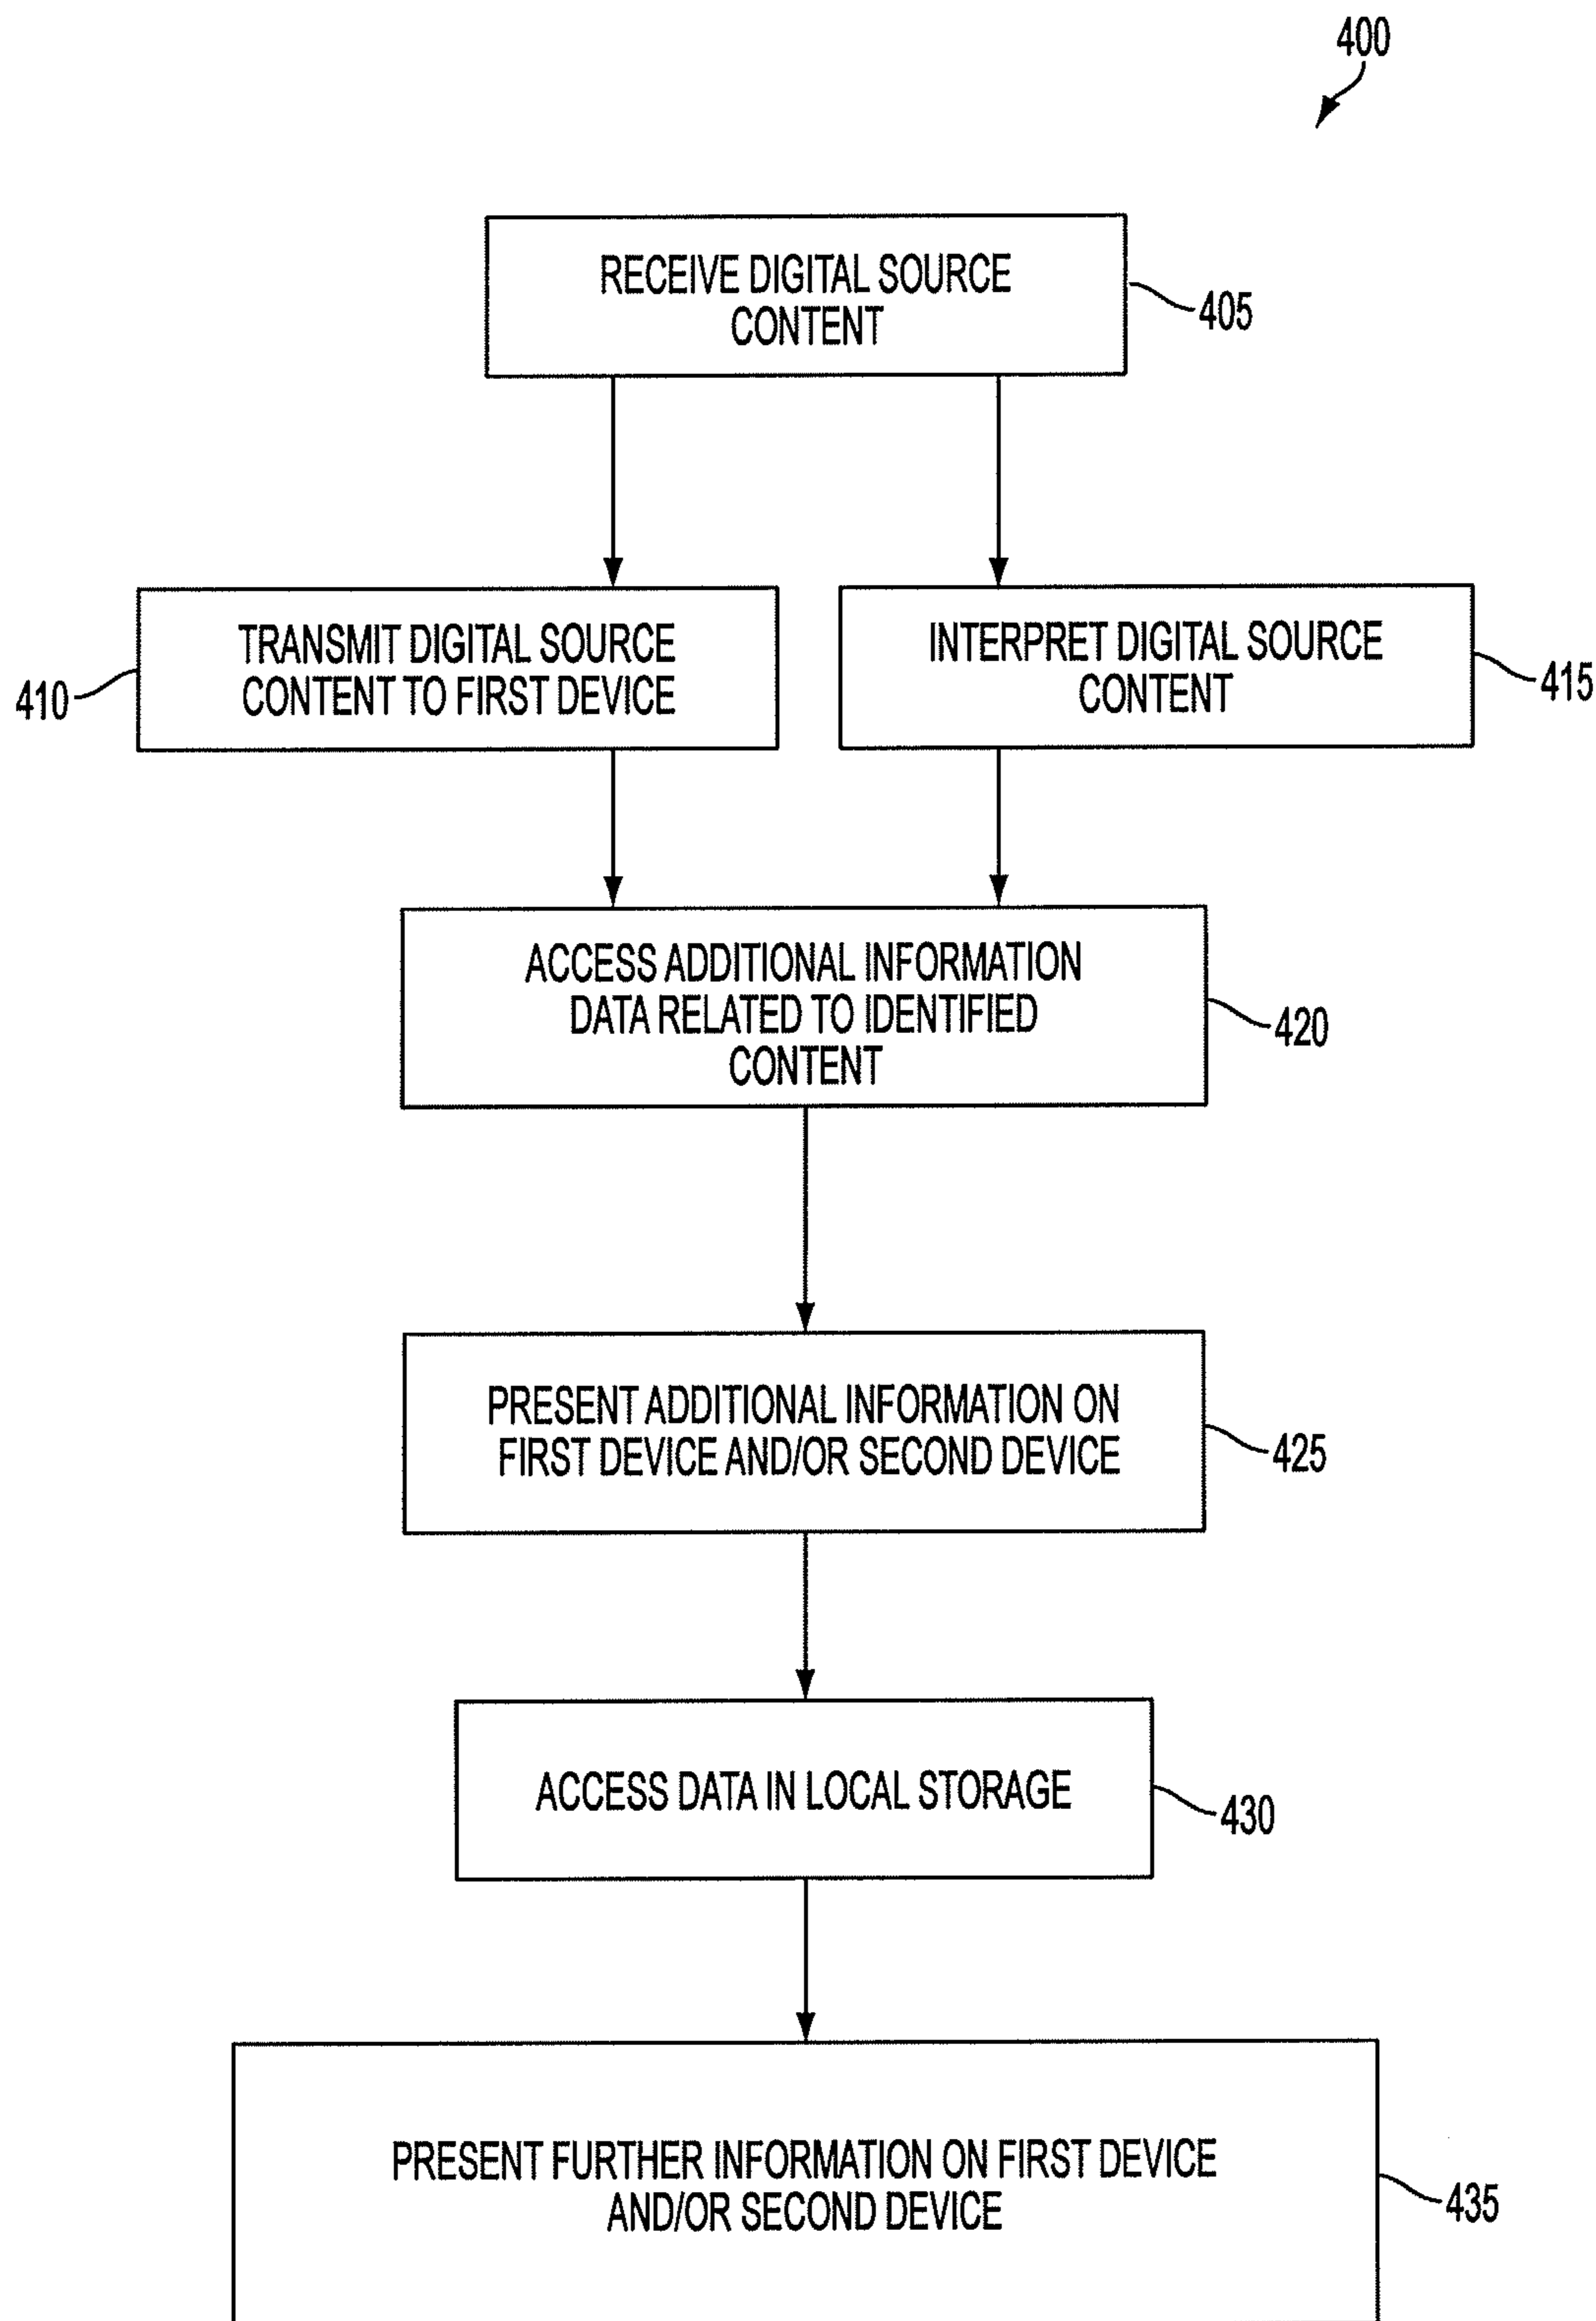 400
RECEIVE DIGITAL SOURCE
CONTENT
405
TRANSMIT DIGITAL SOURCE
CONTENT TO FIRST DEVICE
410
INTERPRET DIGITAL SOURCE
CONTENT
415
ACCESS ADDITIONAL INFORMATION
DATA RELATED TO IDENTIFIED
CONTENT
420
PRESENT ADDITIONAL INFORMATION ON
FIRST DEVICE AND/OR SECOND DEVICE
425
ACCESS DATA IN LOCAL STORAGE
430
PRESENT FURTHER INFORMATION ON FIRST DEVICE
AND/OR SECOND DEVICE
435